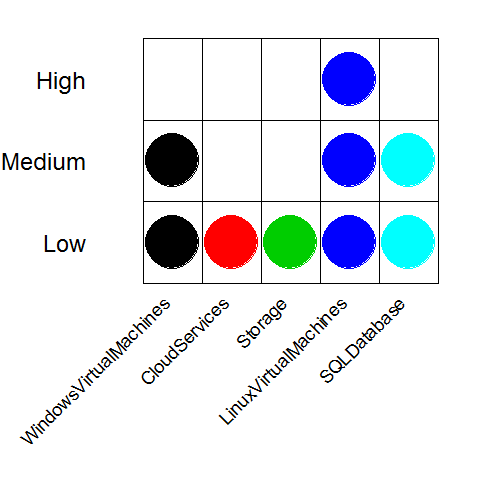 High
Medium
Low
WindowsVirtualMachines
CloudServices
Storage
LinuxVirtualMachines
SQLDatabase